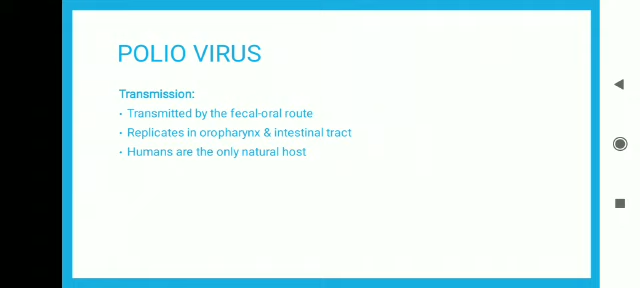 POLIO VIRUS
Transmission:
• Transmitted by the fecal-oral route
• Replicates in oropharynx & intestinal tract
• Humans are the only natural host